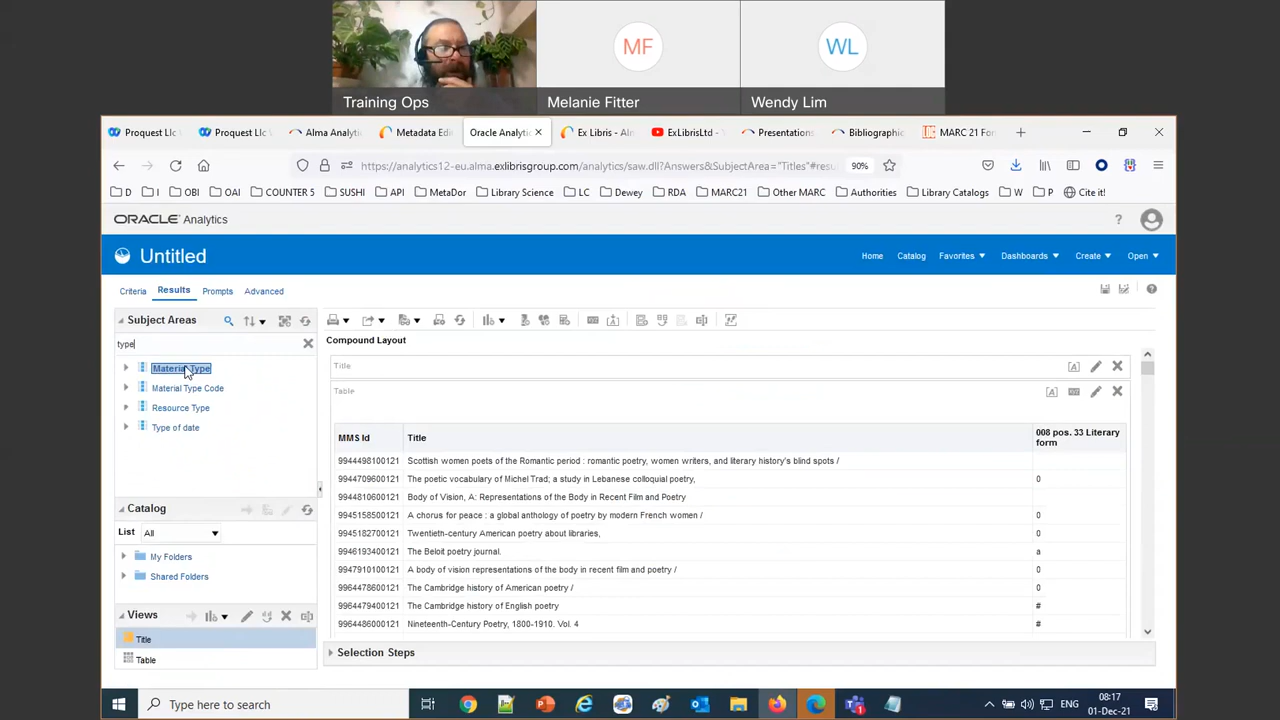 MF
WL
Training Ops
Melanie Fitter
Wendy Lim
Proquest Llc
Proquest Llc
Alma Analyti
Metadata Edi
Oracle Analytic
Ex Libris - Alm
ExLibrisLtd -
Presentations
Bibliographic
MARC 21 For
https://analytics12-eu.alma.exlibrisgroup.com/analytics/saw.dll?Answers&SubjectArea="Titles"#resu
90%
D
I
OBI
OAI
COUNTER 5
SUSHI
API
MetaDor
Library Science
LC
Dewey
RDA
MARC21
Other MARC
Authorities
Library Catalogs
W
P
Cite it!
ORACLE Analytics
Untitled
Home
Catalog
Favorites
Dashboards
Create
Open
Criteria
Results
Prompts
Advanced
Subject Areas
type
Material Type
Material Type Code
Resource Type
Type of date
Catalog
List
All
My Folders
Shared Folders
Views
Title
Table
Compound Layout
Title
Table
MMS Id Title 008 pos. 33 Literary
form
9944498100121 Scottish women poets of the Romantic period : romantic poetry, women writers, and literary history's blind spots /
9944709600121 The poetic vocabulary of Michel Trad; a study in Lebanese colloquial poetry, 0
9944810600121 Body of Vision, A: Representations of the Body in Recent Film and Poetry
9945158500121 A chorus for peace : a global anthology of poetry by modern French women / 0
9945182700121 Twentieth-century American poetry about libraries, 0
9946193400121 The Beloit poetry journal. a
9947910100121 A body of vision representations of the body in recent film and poetry / 0
9964478600121 The Cambridge history of American poetry / 0
9964479400121 The Cambridge history of English poetry #
9964486000121 Nineteenth-Century Poetry, 1800-1910. Vol. 4 #
Selection Steps
Type here to search
ENG
08:17
01-Dec-21